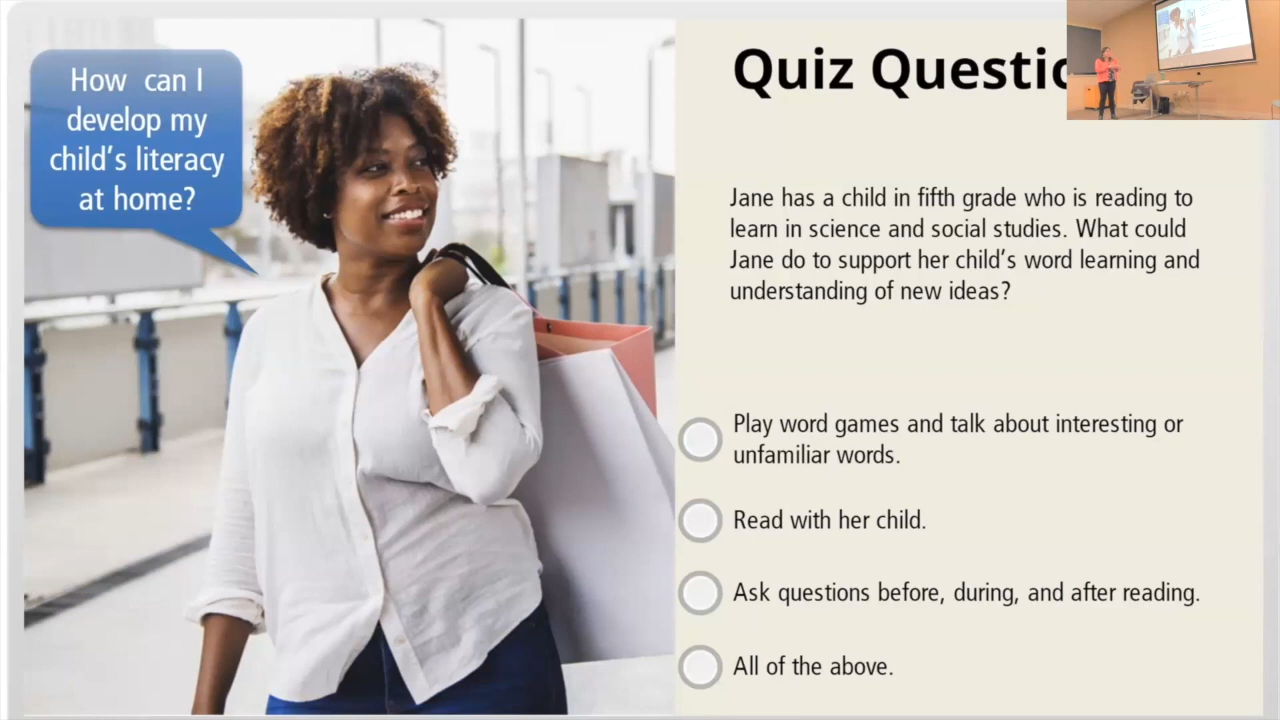 How can I
develop my
child's literacy
at home?
Quiz
Jane has a child in fifth grade who is reading to
learn in science and social studies. What could
Jane do to support her child's word learning and
understanding of new ideas?
Play word games and talk about interesting or
unfamiliar words.
Read with her child.
Ask questions before, during, and after reading.
All of the above.